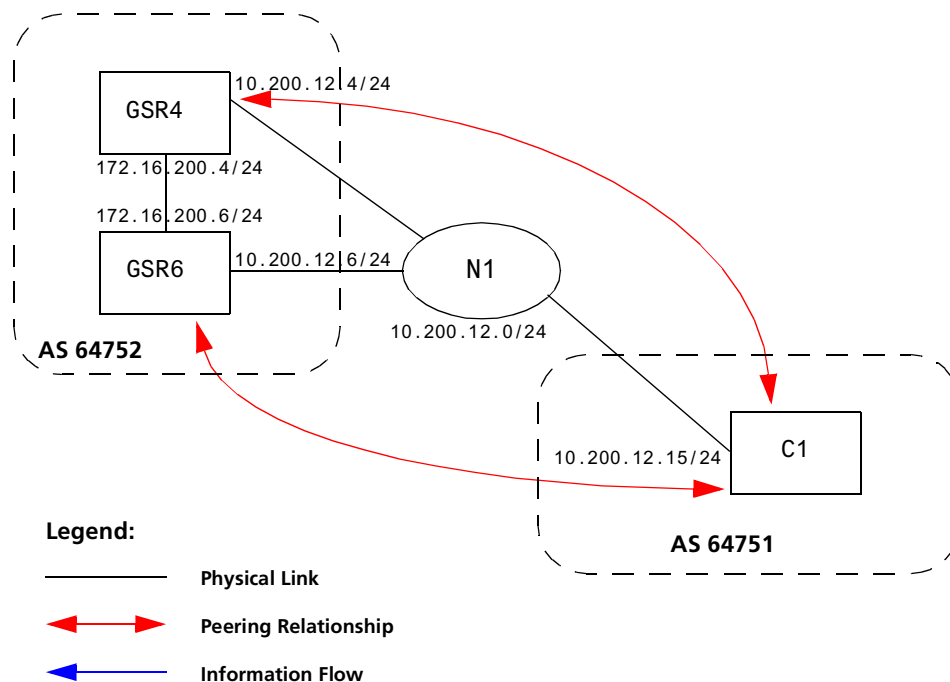 10.200.12.4/24
GSR4
172.16.200.4/24
172.16.200.6/24
GSR6
10.200.12.6/24
N1
10.200.12.0/24
AS 64752
10.200.12.15/24
C1
AS 64751
Legend:
Physical Link
Peering Relationship
Information Flow